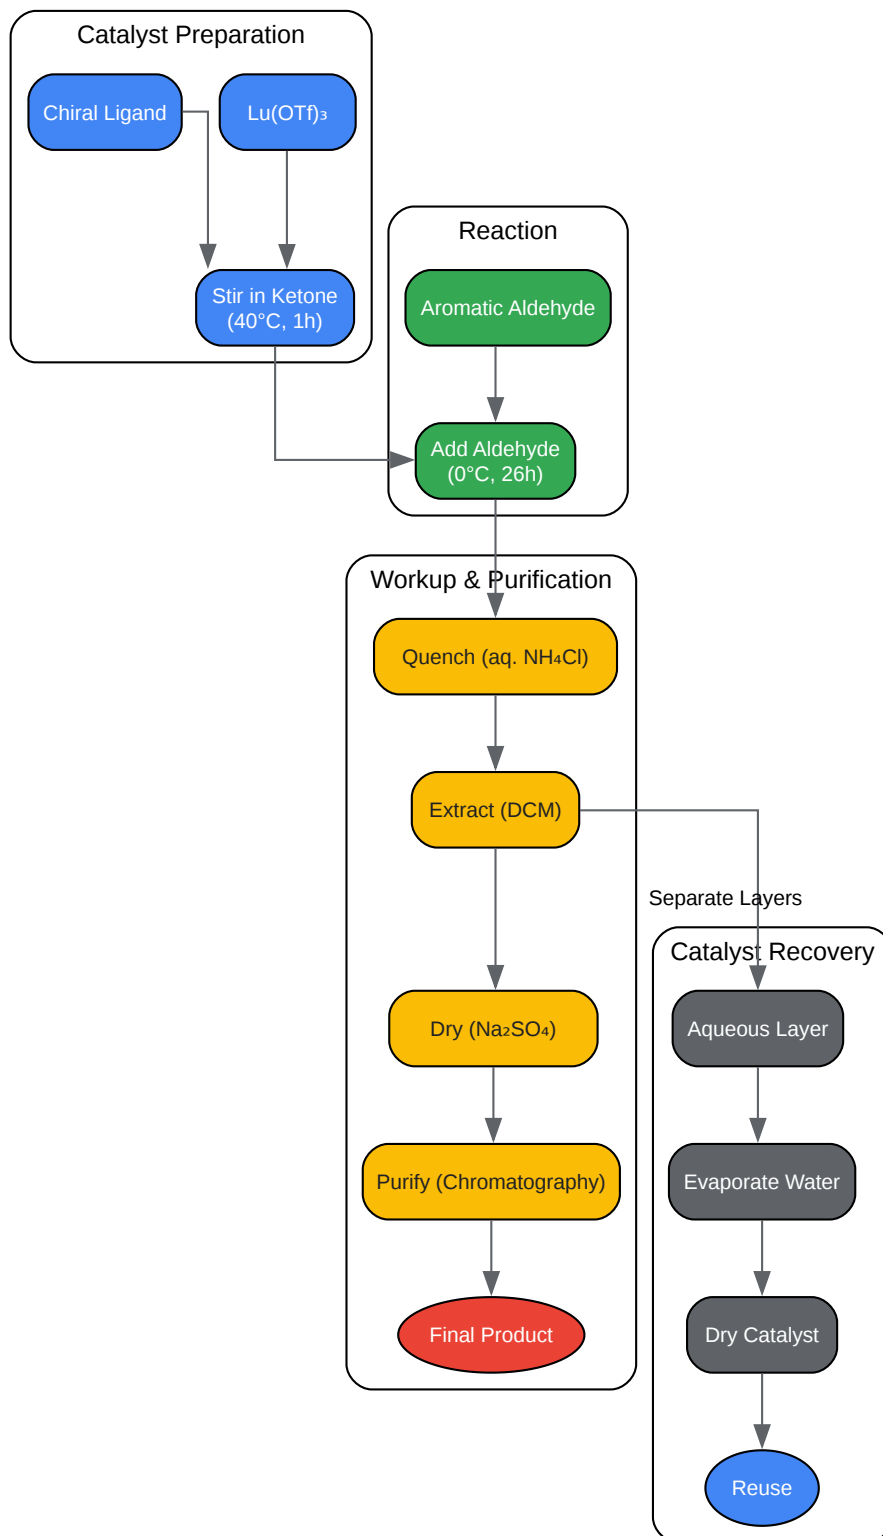 Catalyst Preparation
Chiral Ligand
Lu(OTf)₃
Stir in Ketone
(40°C, 1h)
Reaction
Aromatic Aldehyde
Add Aldehyde
(0°C, 26h)
Workup & Purification
Quench (aq. NH₄Cl)
Extract (DCM)
Separate Layers
Dry (Na₂SO₄)
Purify (Chromatography)
Final Product
Catalyst Recovery
Aqueous Layer
Evaporate Water
Dry Catalyst
Reuse